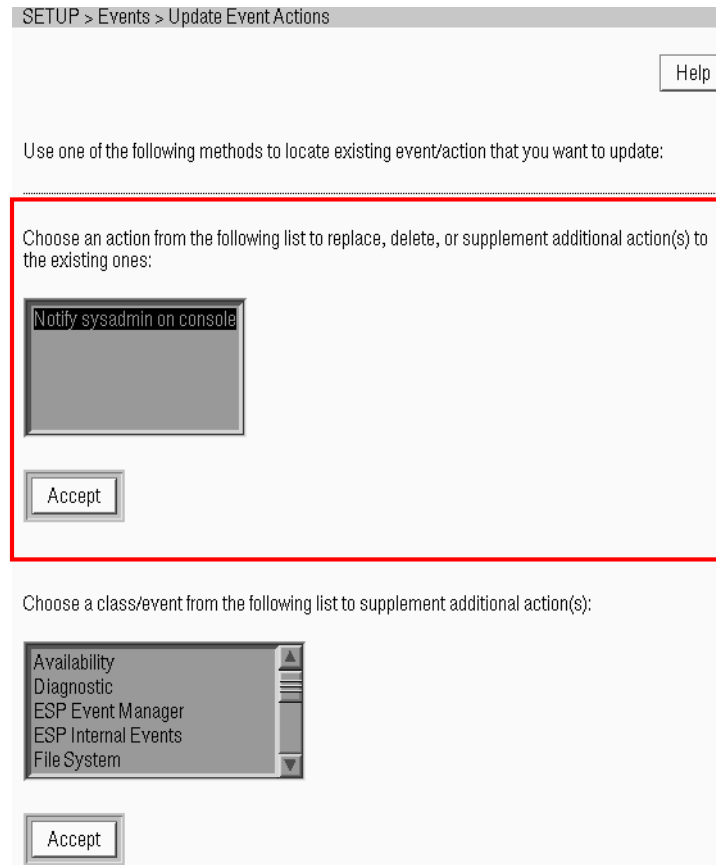 SETUP > Events > Update Event Actions
Help
Use one of the following methods to locate existing event/action that you want to update:
Choose an action from the following list to replace, delete, or supplement additional action(s) to
the existing ones:
Notify sysadmin on console
Accept
Choose a class/event from the following list to supplement additional action(s):
Availability
Diagnostic
ESP Event Manager
ESP Internal Events
File System
Accept